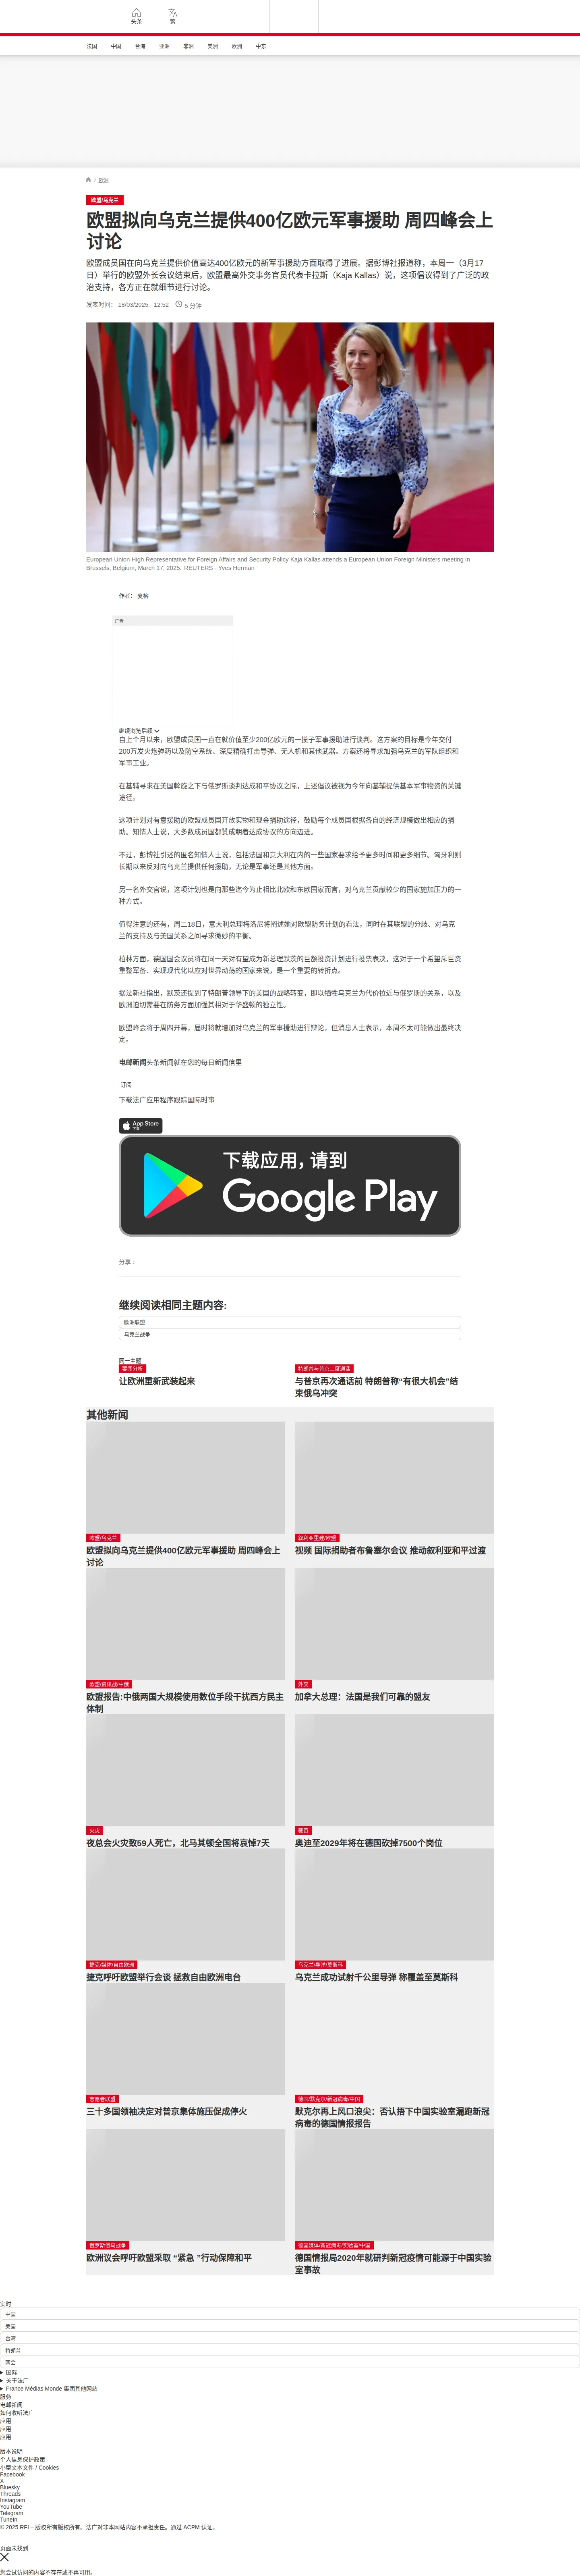 头条
繁
法国 中国 台海 亚洲 非洲 美洲 欧洲 中东
/ 欧洲
欧盟/乌克兰
欧盟拟向乌克兰提供400亿欧元军事援助 周四峰会上
讨论
欧盟成员国在向乌克兰提供价值高达400亿欧元的新军事援助方面取得了进展。据彭博社报道称，本周一（3月17
日）举行的欧盟外长会议结束后，欧盟最高外交事务官员代表卡拉斯（Kaja Kallas）说，这项倡议得到了广泛的政
治支持，各方正在就细节进行讨论。
发表时间： 18/03/2025 - 12:52 5 分钟
European Union High Representative for Foreign Affairs and Security Policy Kaja Kallas attends a European Union Foreign Ministers meeting in
Brussels, Belgium, March 17, 2025. REUTERS - Yves Herman
作者： 夏榕
广告
继续浏览后续
自上个月以来，欧盟成员国一直在就价值至少200亿欧元的一揽子军事援助进行谈判。这方案的目标是今年交付
200万发火炮弹药以及防空系统、深度精确打击导弹、无人机和其他武器。方案还将寻求加强乌克兰的军队组织和
军事工业。
在基辅寻求在美国斡旋之下与俄罗斯谈判达成和平协议之际，上述倡议被视为今年向基辅提供基本军事物资的关键
途径。
这项计划对有意援助的欧盟成员国开放实物和现金捐助途径，鼓励每个成员国根据各自的经济规模做出相应的捐
助。知情人士说，大多数成员国都赞成朝着达成协议的方向迈进。
不过，彭博社引述的匿名知情人士说，包括法国和意大利在内的一些国家要求给予更多时间和更多细节。匈牙利则
长期以来反对向乌克兰提供任何援助，无论是军事还是其他方面。
另一名外交官说，这项计划也是向那些迄今为止相比北欧和东欧国家而言，对乌克兰贡献较少的国家施加压力的一
种方式。
值得注意的还有，周二18日，意大利总理梅洛尼将阐述她对欧盟防务计划的看法，同时在其联盟的分歧、对乌克
兰的支持及与美国关系之间寻求微妙的平衡。
柏林方面，德国国会议员将在同一天对有望成为新总理默茨的巨额投资计划进行投票表决，这对于一个希望斥巨资
重整军备、实现现代化以应对世界动荡的国家来说，是一个重要的转折点。
据法新社指出，默茨还提到了特朗普领导下的美国的战略转变，即以牺牲乌克兰为代价拉近与俄罗斯的关系，以及
欧洲迫切需要在防务方面加强其相对于华盛顿的独立性。
欧盟峰会将于周四开幕，届时将就增加对乌克兰的军事援助进行辩论，但消息人士表示，本周不太可能做出最终决
定。
电邮新闻头条新闻就在您的每日新闻信里
订阅
下载法广应用程序跟踪国际时事
App Store
下载
下载应用，请到
Google Play
分享 :
继续阅读相同主题内容:
欧洲联盟
乌克兰战争
同一主题
要闻分析
让欧洲重新武装起来
特朗普与普京二度通话
与普京再次通话前 特朗普称“有很大机会”结
束俄乌冲突
其他新闻
欧盟/乌克兰
欧盟拟向乌克兰提供400亿欧元军事援助 周四峰会上
讨论
叙利亚重建/欧盟
视频 国际捐助者布鲁塞尔会议 推动叙利亚和平过渡
欧盟/资讯战/中俄
欧盟报告:中俄两国大规模使用数位手段干扰西方民主
体制
外交
加拿大总理：法国是我们可靠的盟友
火灾
夜总会火灾致59人死亡，北马其顿全国将哀悼7天
裁员
奥迪至2029年将在德国砍掉7500个岗位
捷克/媒体/自由欧洲
捷克呼吁欧盟举行会谈 拯救自由欧洲电台
乌克兰/导弹/莫斯科
乌克兰成功试射千公里导弹 称覆盖至莫斯科
志愿者联盟
三十多国领袖决定对普京集体施压促成停火
德国/默克尔/新冠病毒/中国
默克尔再上风口浪尖：否认捂下中国实验室漏跑新冠
病毒的德国情报报告
俄罗斯侵乌战争
欧洲议会呼吁欧盟采取 “紧急 ”行动保障和平
德国媒体/新冠病毒/实验室/中国
德国情报局2020年就研判新冠疫情可能源于中国实验
室事故
实时
中国
美国
台湾
特朗普
两会
国际
关于法广
France Médias Monde 集团其他网站
服务
电邮新闻
如何收听法广
应用
应用
应用
版本说明
个人信息保护政策
小型文本文件 / Cookies
Facebook
X
Bluesky
Threads
Instagram
YouTube
Telegram
TuneIn
© 2025 RFI – 版权所有版权所有。法广对非本网站内容不承担责任。通过 ACPM 认证。
页面未找到
您尝试访问的内容不存在或不再可用。